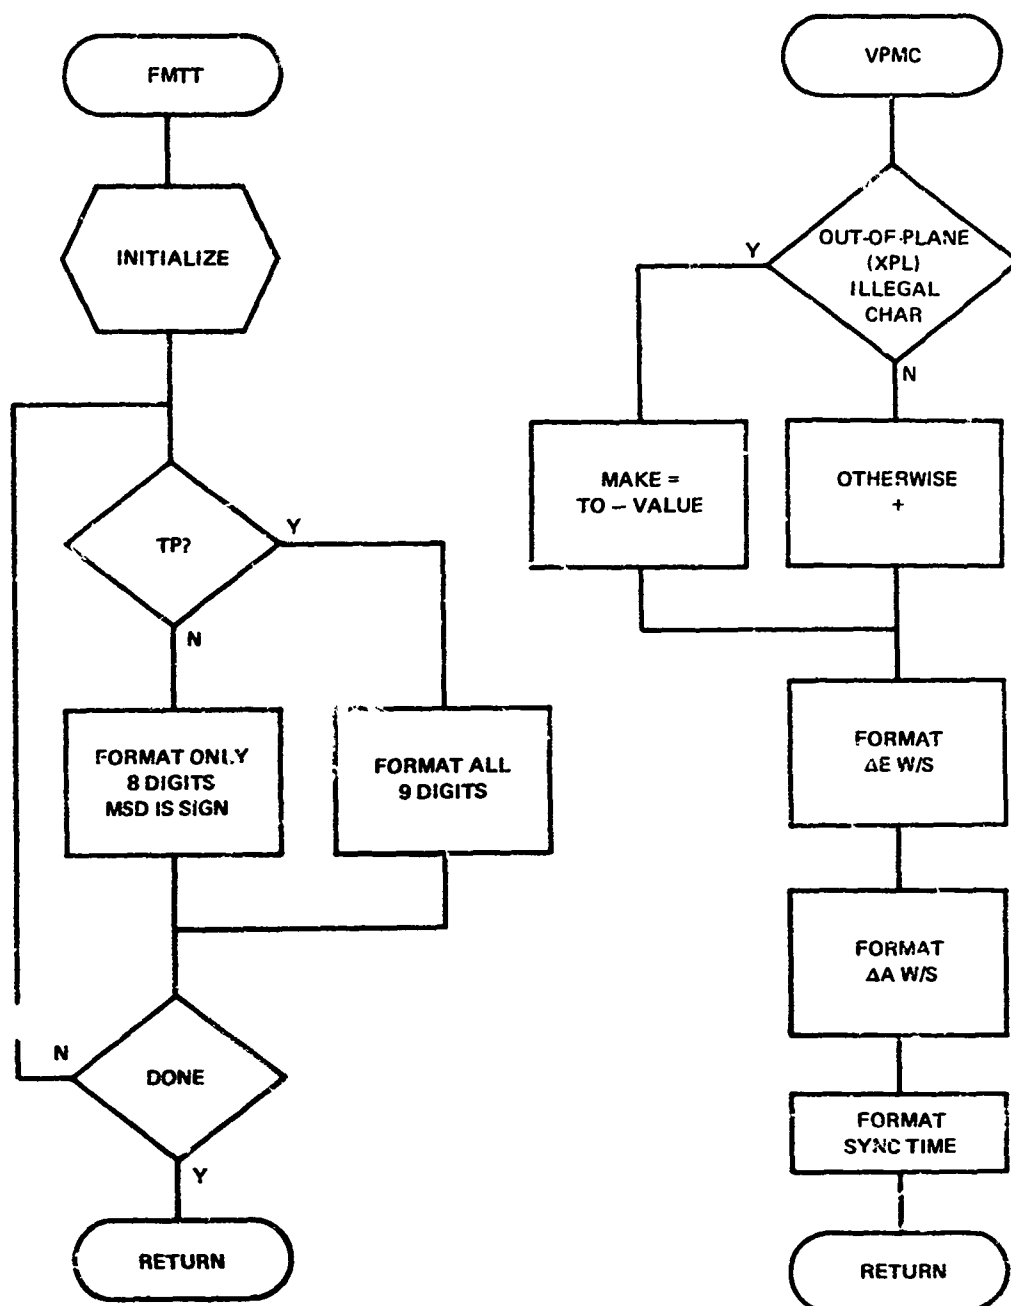 FMTT
INITIALIZE
TP?
Y
N
FORMAT ONLY
8 DIGITS
MSD IS SIGN
FORMAT ALL
9 DIGITS
N
DONE
Y
RETURN
VPMC
Y
OUT-OF-PLANE
(XPL)
ILLEGAL
CHAR
N
MAKE =
TO – VALUE
OTHERWISE
+
FORMAT
ΔE W/S
FORMAT
ΔA W/S
FORMAT
SYNC TIME
RETURN